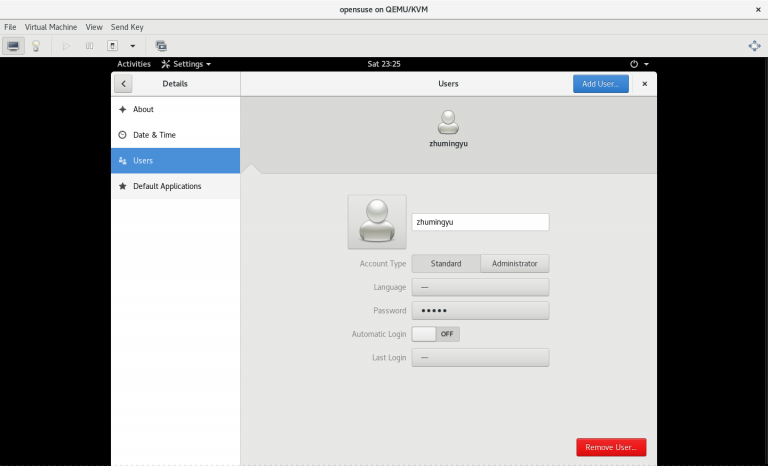 opensuse on QEMU/KVM
File Virtual Machine View Send Key
Activities Settings Sat 23:25
Details Users Add User...
About
Date & Time
Users
Default Applications
zhumingyu
zhumingyu
Account Type Standard Administrator
Language —
Password •••••
Automatic Login OFF
Last Login —
Remove User...